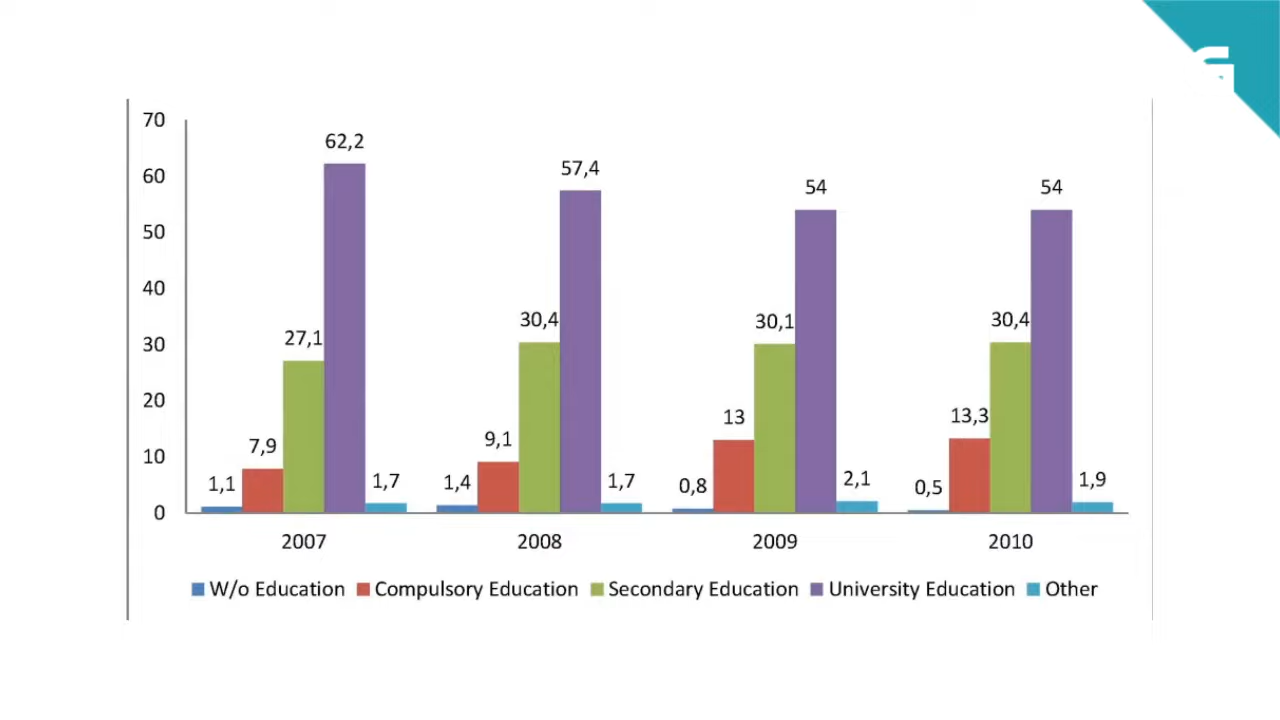 70
60
50
40
30
20
10
0
1,1 7,9 27,1 62,2 1,7
1,4 9,1 30,4 57,4 1,7
0,8 13 30,1 54 2,1
0,5 13,3 30,4 54 1,9
2007 2008 2009 2010
W/o Education Compulsory Education Secondary Education University Education Other